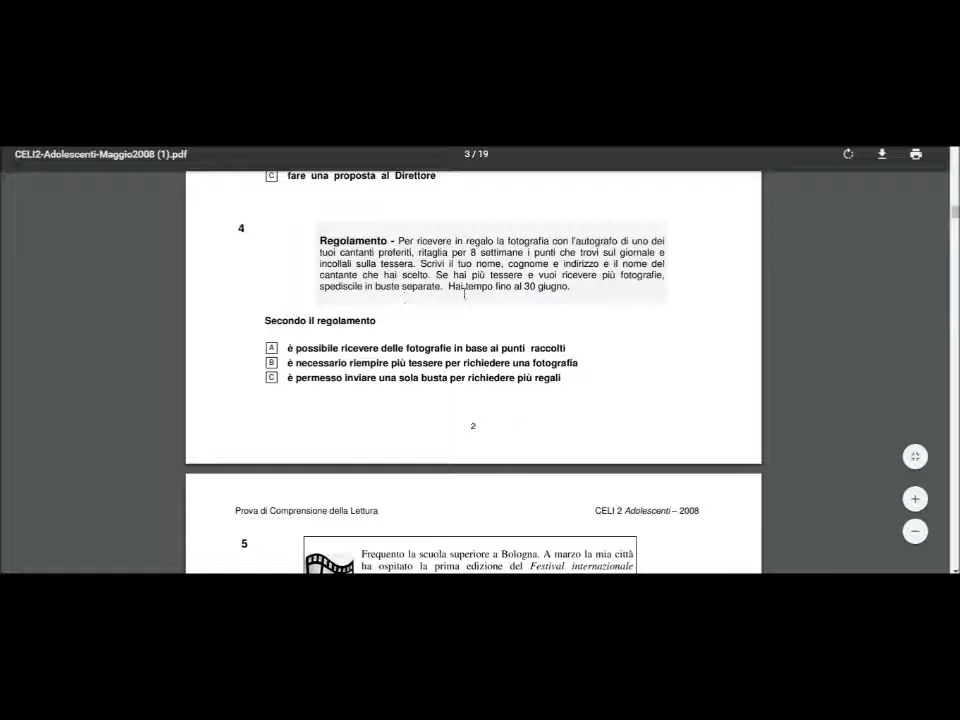 CELI2-Adolescenti-Maggio2008 (1).pdf
3 / 19
C fare una proposta al Direttore
4
Regolamento - Per ricevere in regalo la fotografia con l'autografo di uno dei
tuoi cantanti preferiti, ritaglia per 8 settimane i punti che trovi sul giornale e
incollali sulla tessera. Scrivi il tuo nome, cognome e indirizzo e il nome del
cantante che hai scelto. Se hai più tessere e vuoi ricevere più fotografie,
spediscile in buste separate. Hai tempo fino al 30 giugno.
Secondo il regolamento
A è possibile ricevere delle fotografie in base ai punti raccolti
B è necessario riempire più tessere per richiedere una fotografia
C è permesso inviare una sola busta per richiedere più regali
2
Prova di Comprensione della Lettura
CELI 2 Adolescenti – 2008
5
Frequento la scuola superiore a Bologna. A marzo la mia città
ha ospitato la prima edizione del Festival internazionale